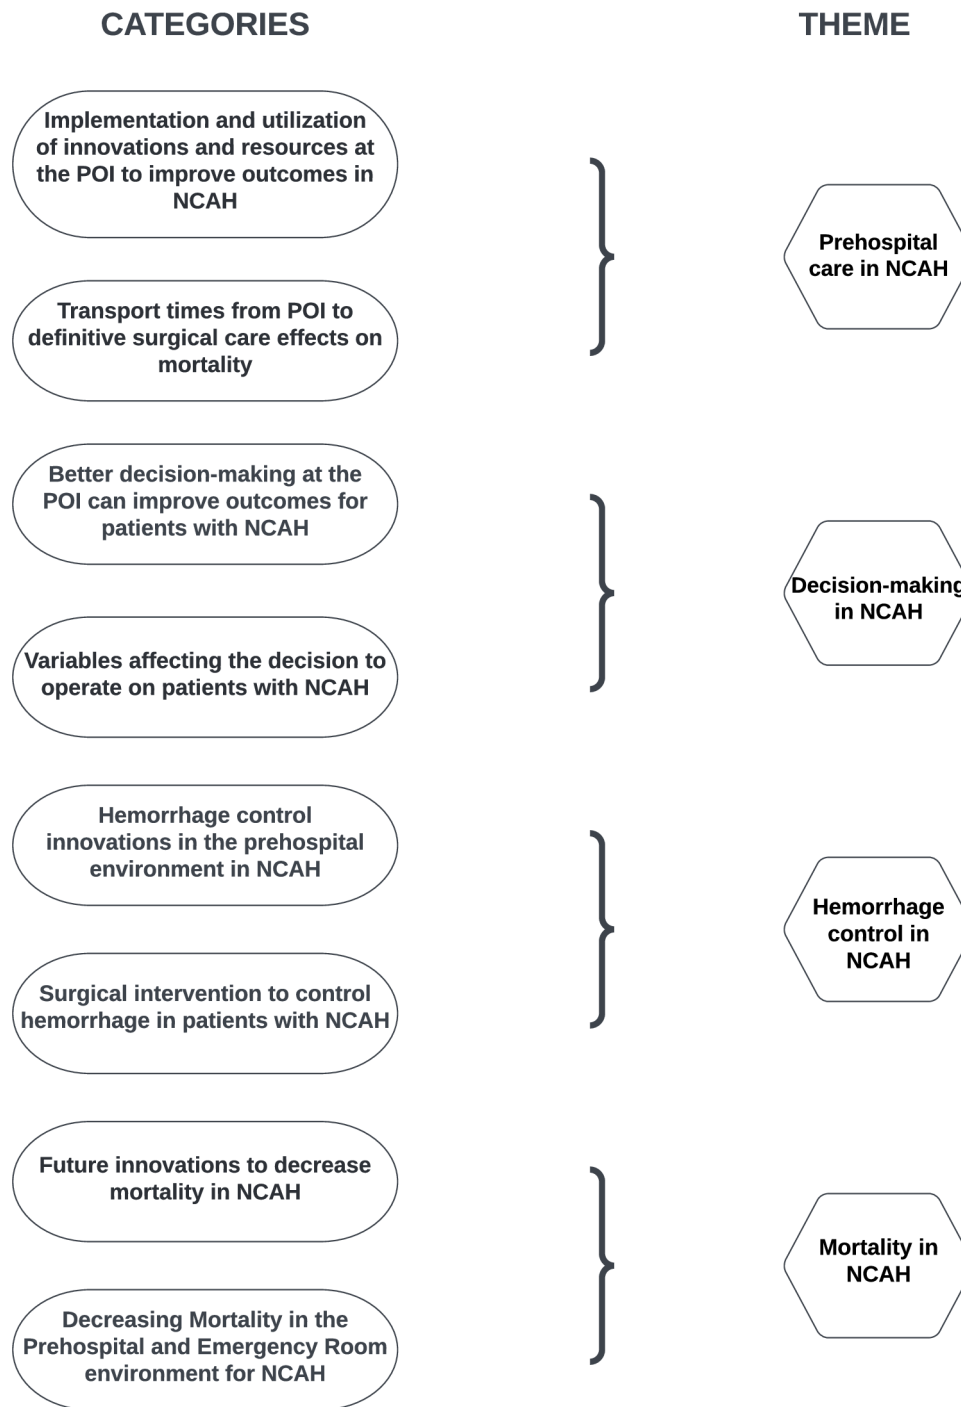 CATEGORIES
THEME
Implementation and utilization
of innovations and resources at
the POI to improve outcomes in
NCAH
Transport times from POI to
definitive surgical care effects on
mortality
Prehospital
care in NCAH
Better decision-making at the
POI can improve outcomes for
patients with NCAH
Variables affecting the decision to
operate on patients with NCAH
Decision-making
in NCAH
Hemorrhage control
innovations in the prehospital
environment in NCAH
Surgical intervention to control
hemorrhage in patients with NCAH
Hemorrhage
control in
NCAH
Future innovations to decrease
mortality in NCAH
Decreasing Mortality in the
Prehospital and Emergency Room
environment for NCAH
Mortality in
NCAH